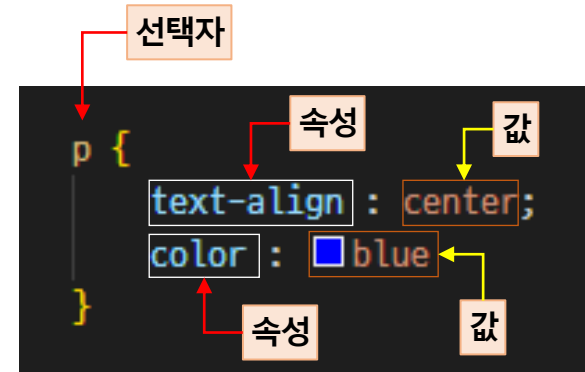 선택자
속성
값
p {
text-align : center;
color : blue
}
속성
값